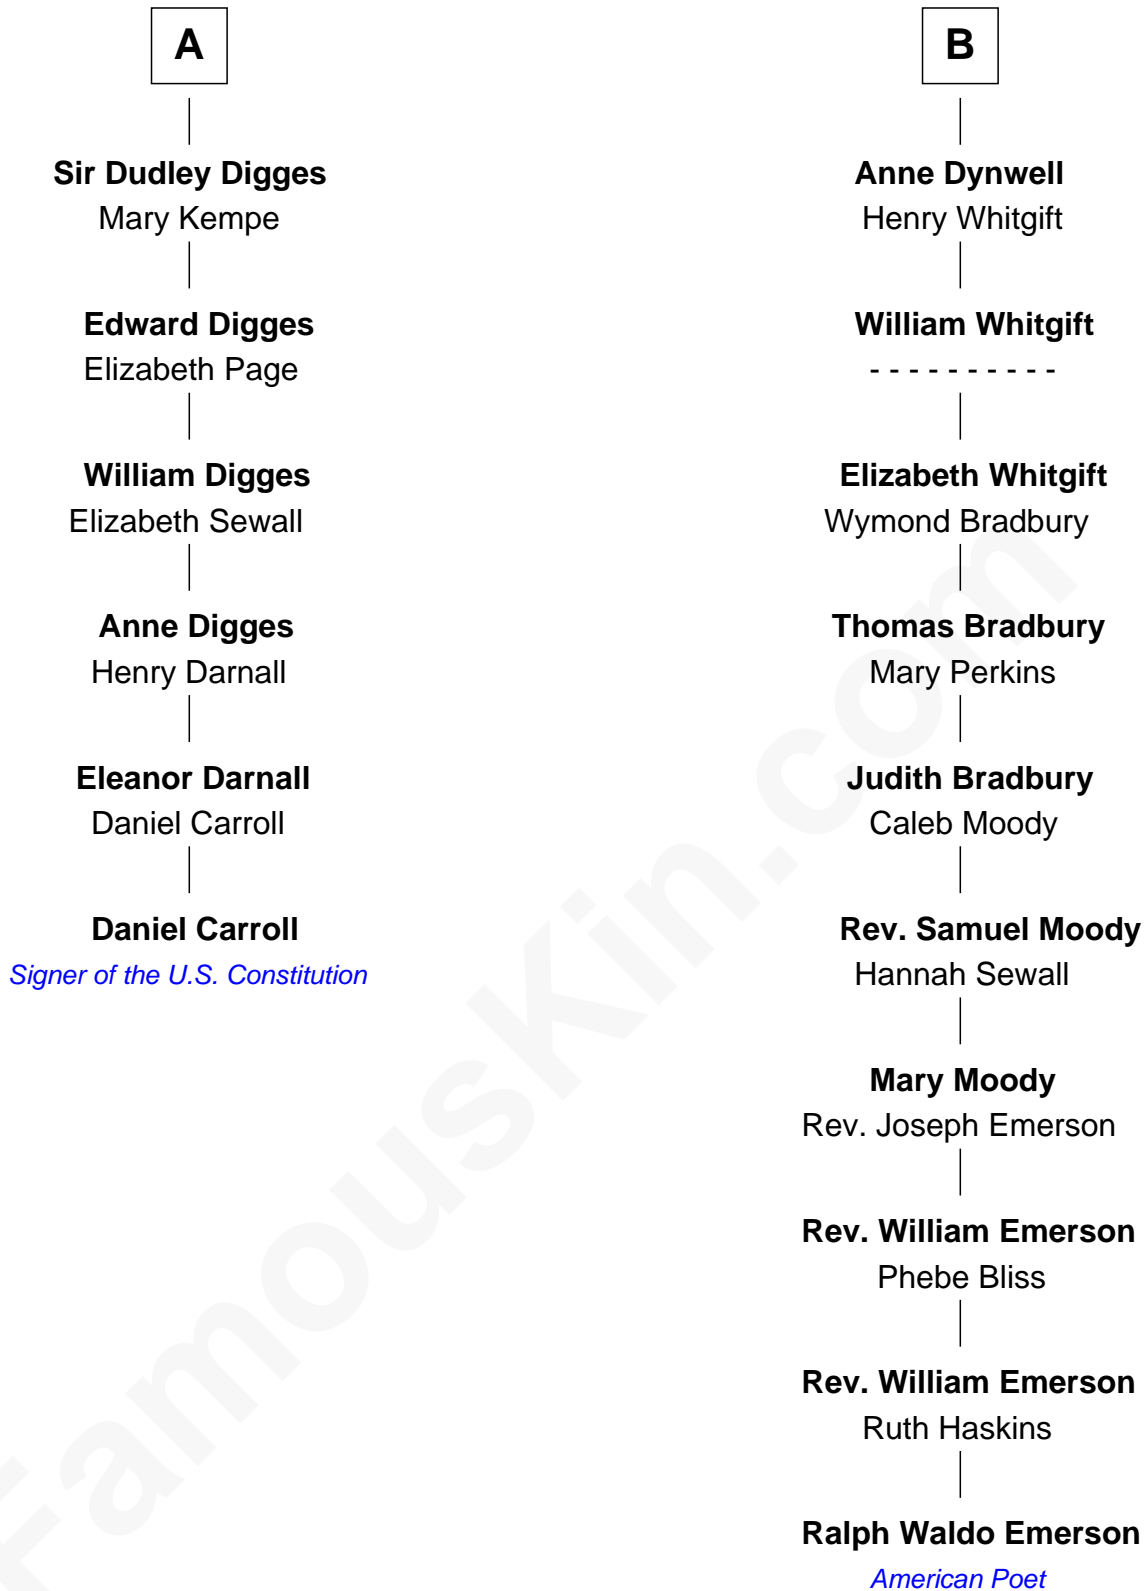 A
Sir Dudley Digges
Mary Kempe
Edward Digges
Elizabeth Page
William Digges
Elizabeth Sewall
Anne Digges
Henry Darnall
Eleanor Darnall
Daniel Carroll
Daniel Carroll
Signer of the U.S. Constitution
B
Anne Dynwell
Henry Whitgift
William Whitgift
- - - - - - - - - -
Elizabeth Whitgift
Wymond Bradbury
Thomas Bradbury
Mary Perkins
Judith Bradbury
Caleb Moody
Rev. Samuel Moody
Hannah Sewall
Mary Moody
Rev. Joseph Emerson
Rev. William Emerson
Phebe Bliss
Rev. William Emerson
Ruth Haskins
Ralph Waldo Emerson
American Poet
FamousKin.com